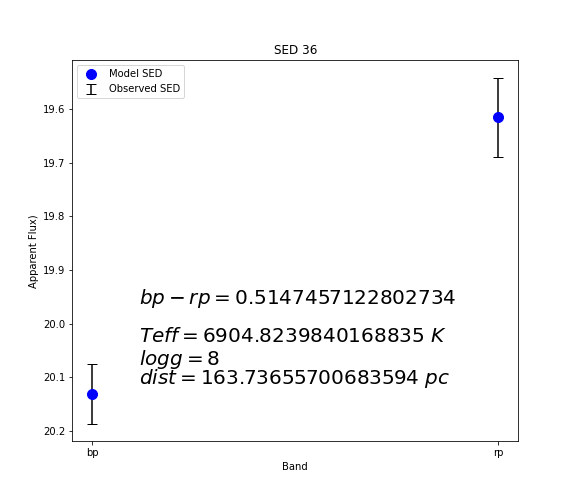 SED 36
Model SED
Observed SED
19.6
19.7
19.8
19.9
20.0
20.1
20.2
Apparent Flux)
bp − rp = 0.5147457122802734
Teff = 6904.8239840168835 K
logg = 8
dist = 163.73655700683594 pc
bp
rp
Band